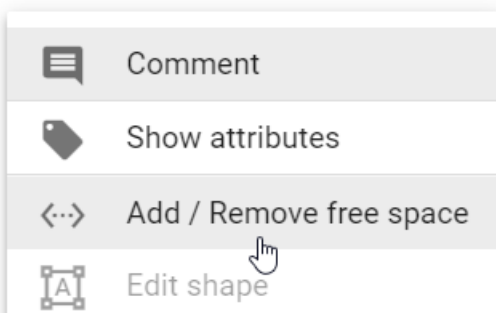 Comment
Show attributes
Add / Remove free space
Edit shape